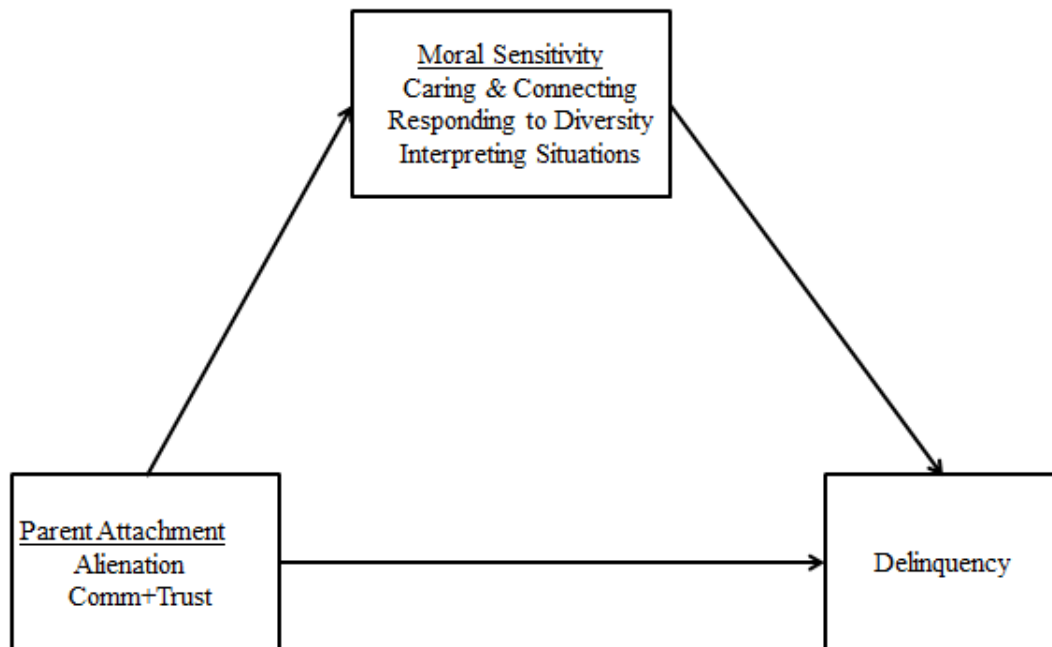 Moral Sensitivity
Caring & Connecting
Responding to Diversity
Interpreting Situations
Parent Attachment
Alienation
Comm+Trust
Delinquency